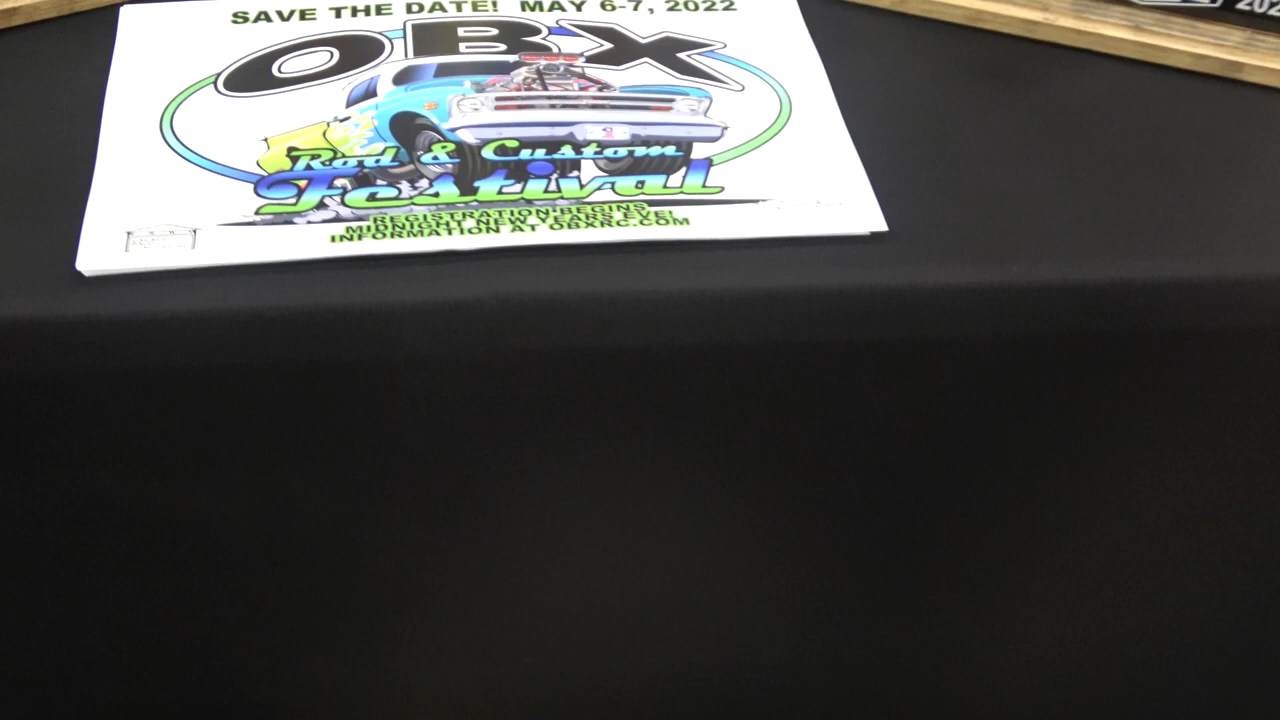 SAVE THE DATE! MAY 6-7, 2022
OBX
Rod & Custom
Festival
REGISTRATION BEGINS
MIDNIGHT NEW YEARS EVE!
INFORMATION AT OBXRC.COM